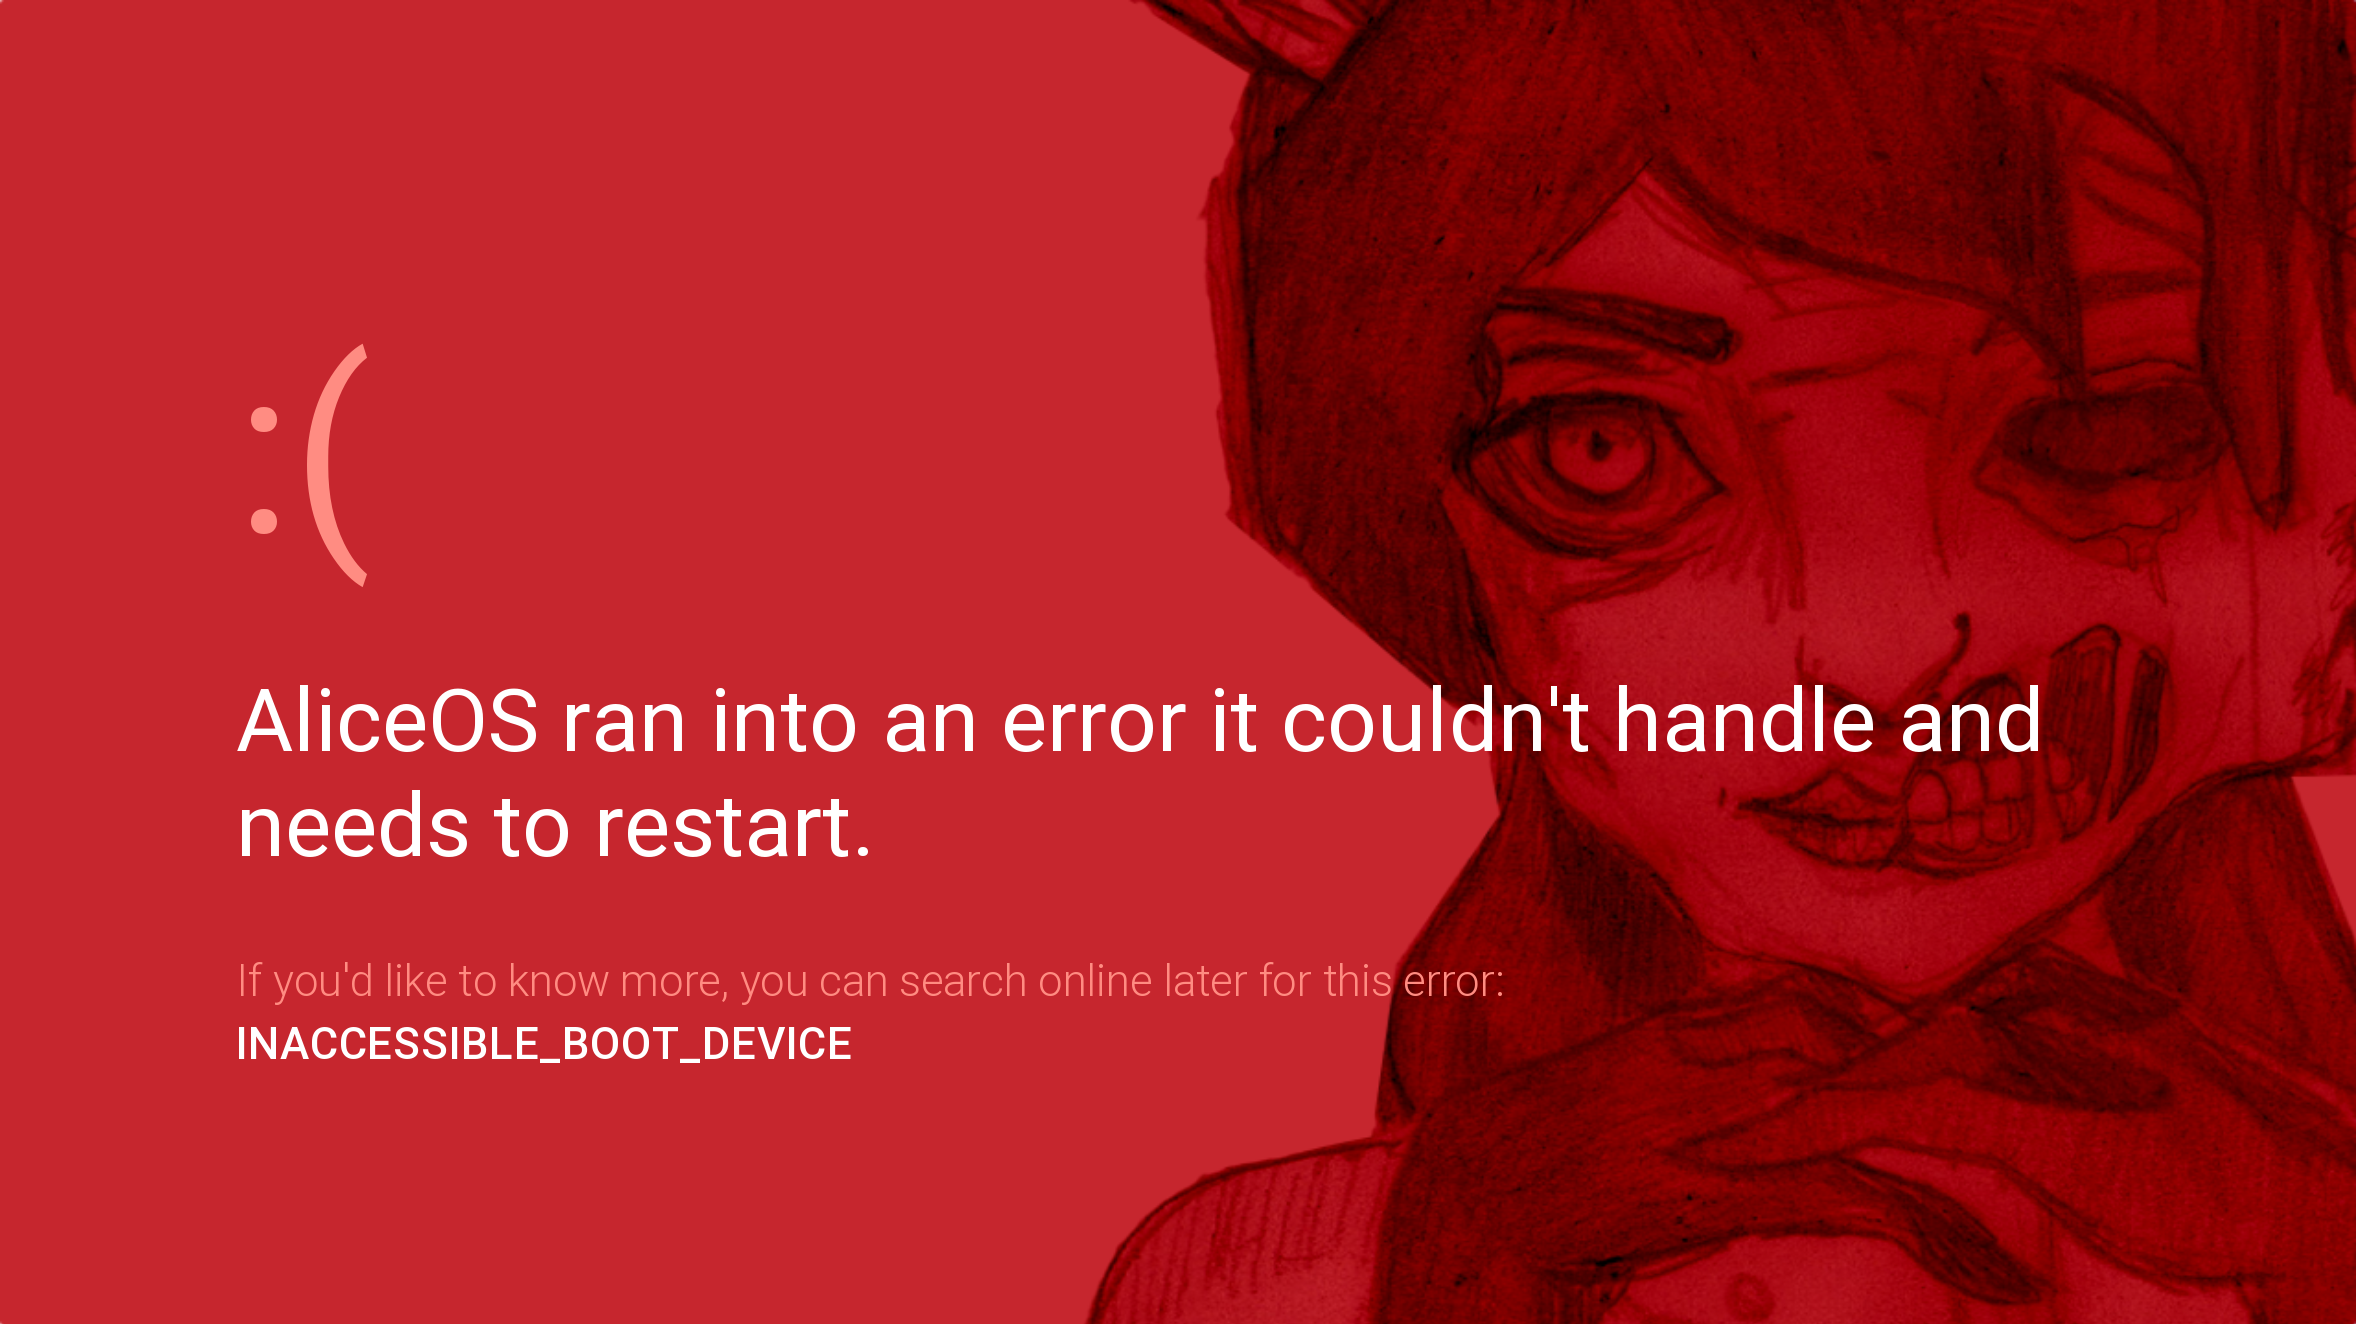 :(
AliceOS ran into an error it couldn't handle and
needs to restart.
If you'd like to know more, you can search online later for this error:
INACCESSIBLE_BOOT_DEVICE